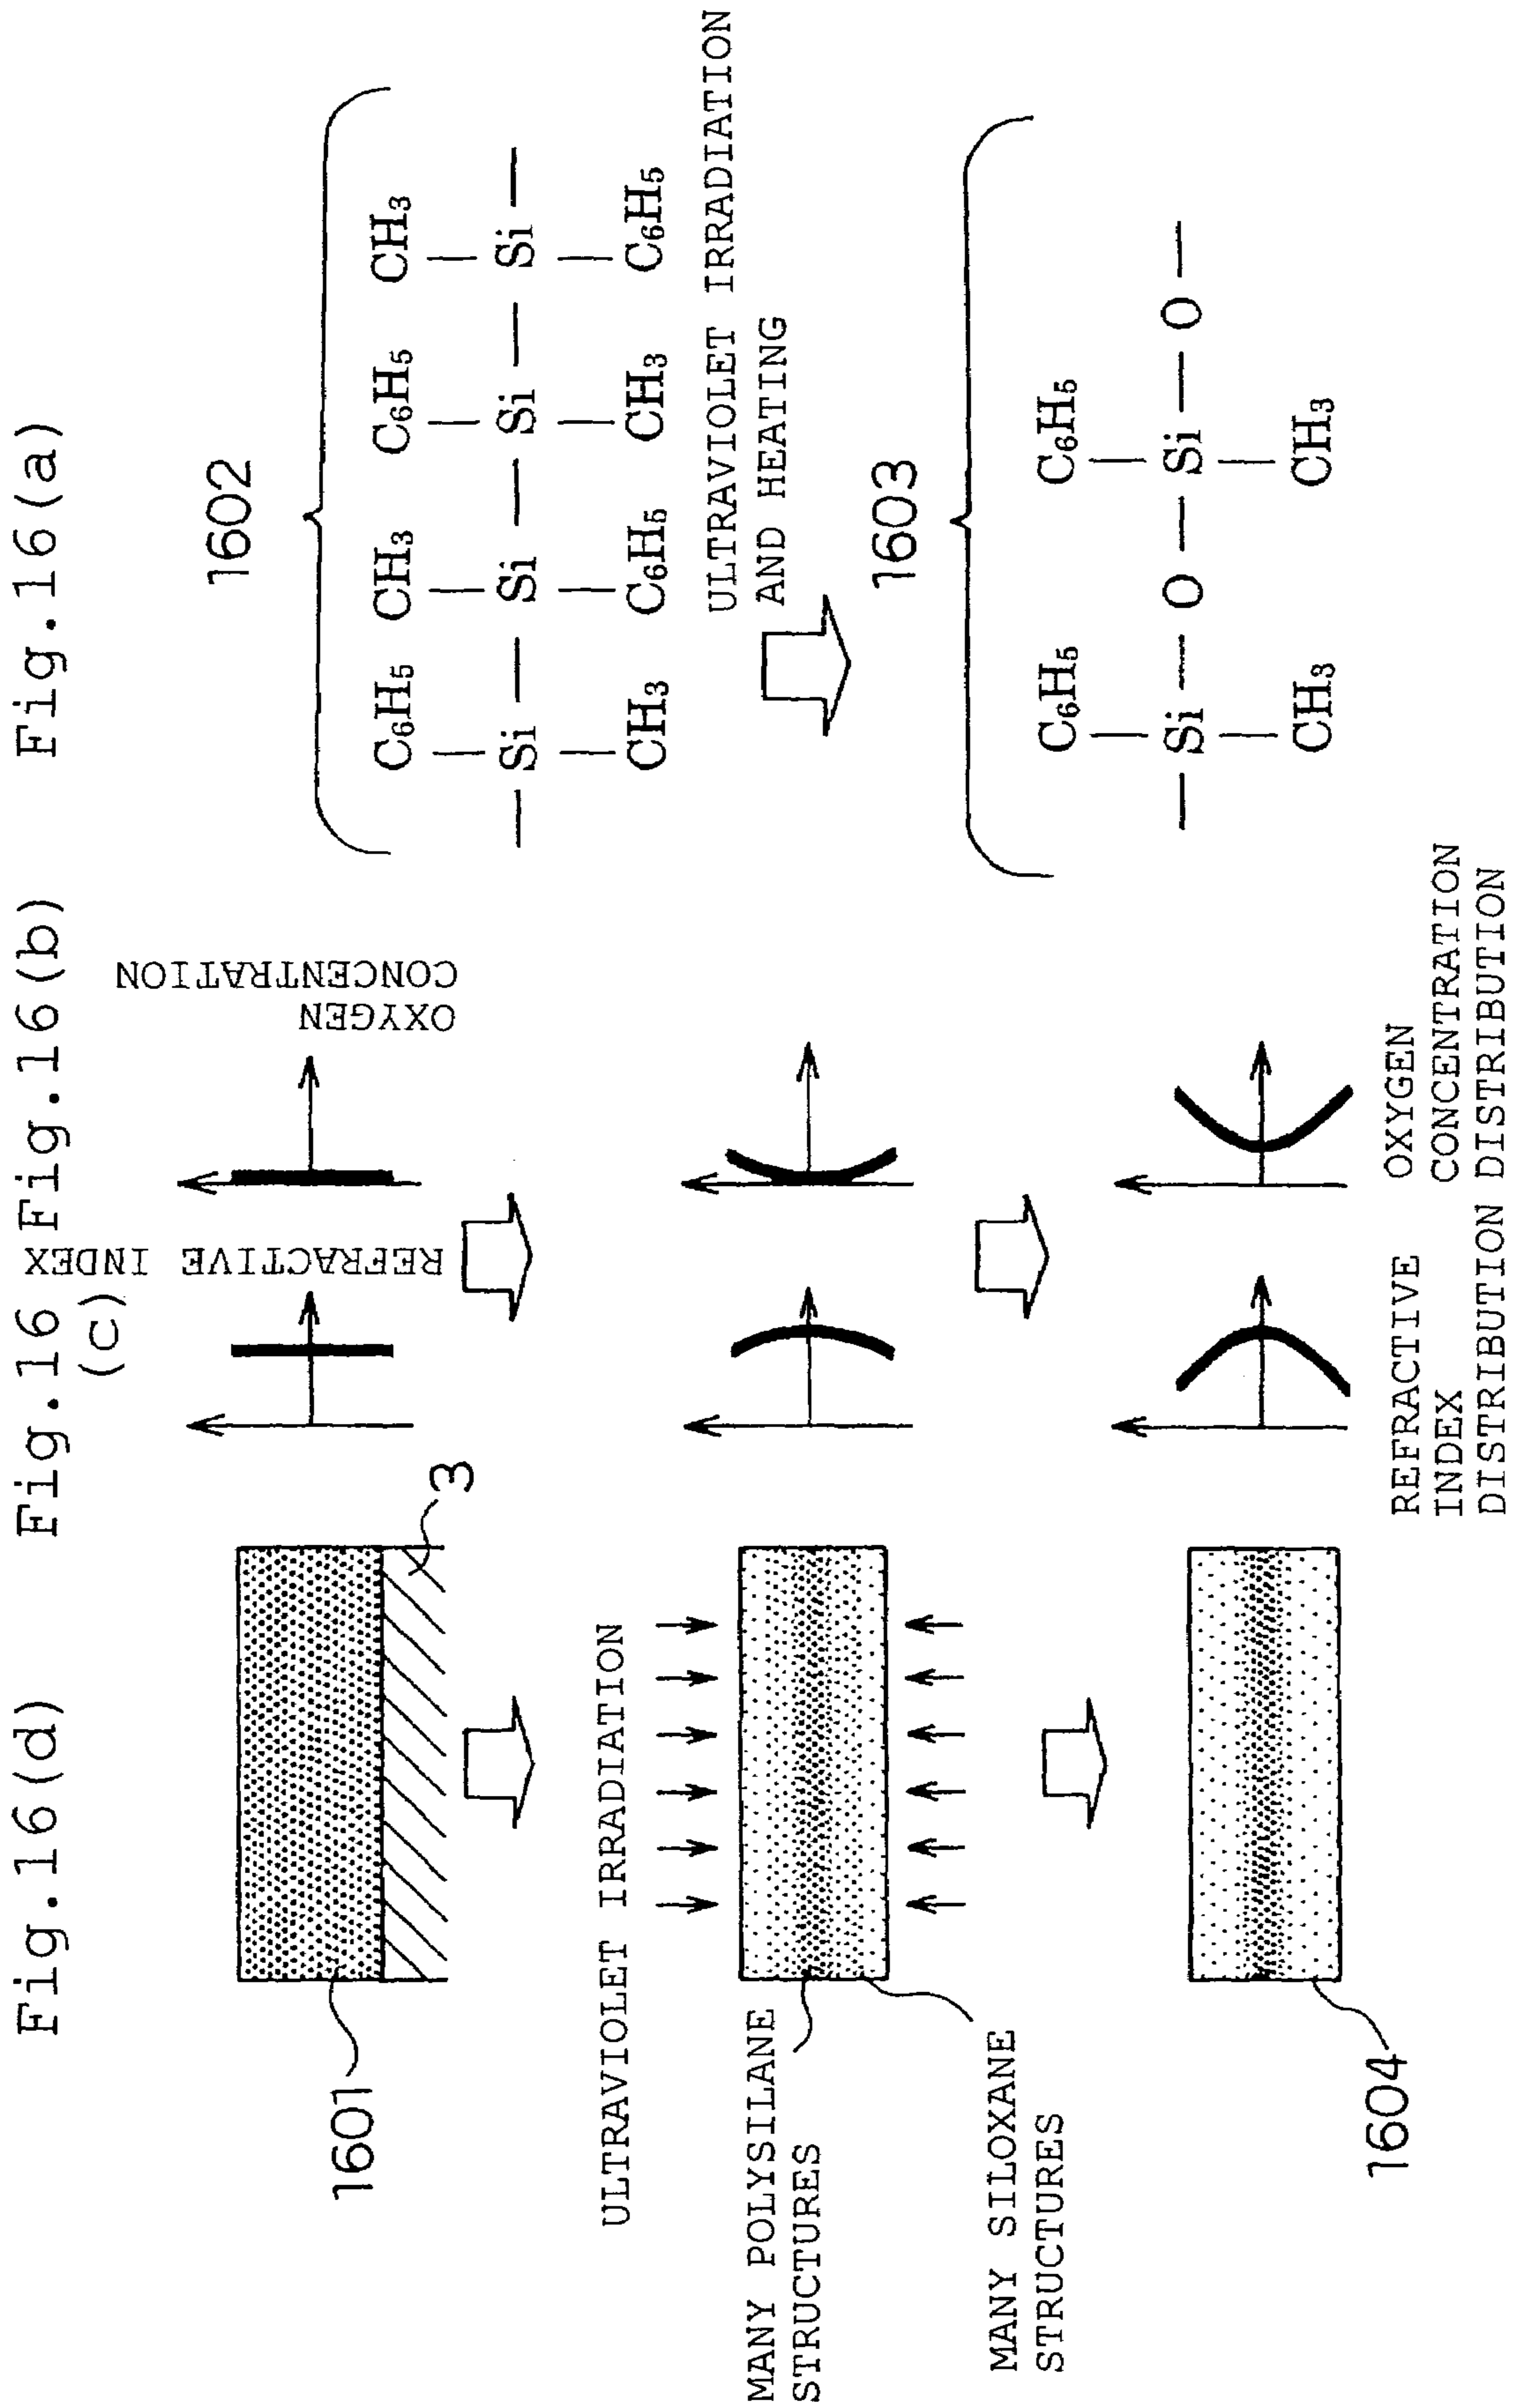 Fig.16(d)
Fig.16
(c)
Fig.16(b)
Fig.16(a)
1601
3
ULTRAVIOLET IRRADIATION
MANY POLYSILANE
STRUCTURES
MANY SILOXANE
STRUCTURES
1604
REFRACTIVE INDEX
REFRACTIVE
INDEX
DISTRIBUTION
OXYGEN
CONCENTRATION
OXYGEN
CONCENTRATION
DISTRIBUTION
1602
C6H5 CH3 C6H5 CH3
— Si — Si — Si — Si —
CH3 C6H5 CH3 C6H5
ULTRAVIOLET IRRADIATION
AND HEATING
1603
C6H5 C6H5
— Si — O — Si — O —
CH3 CH3